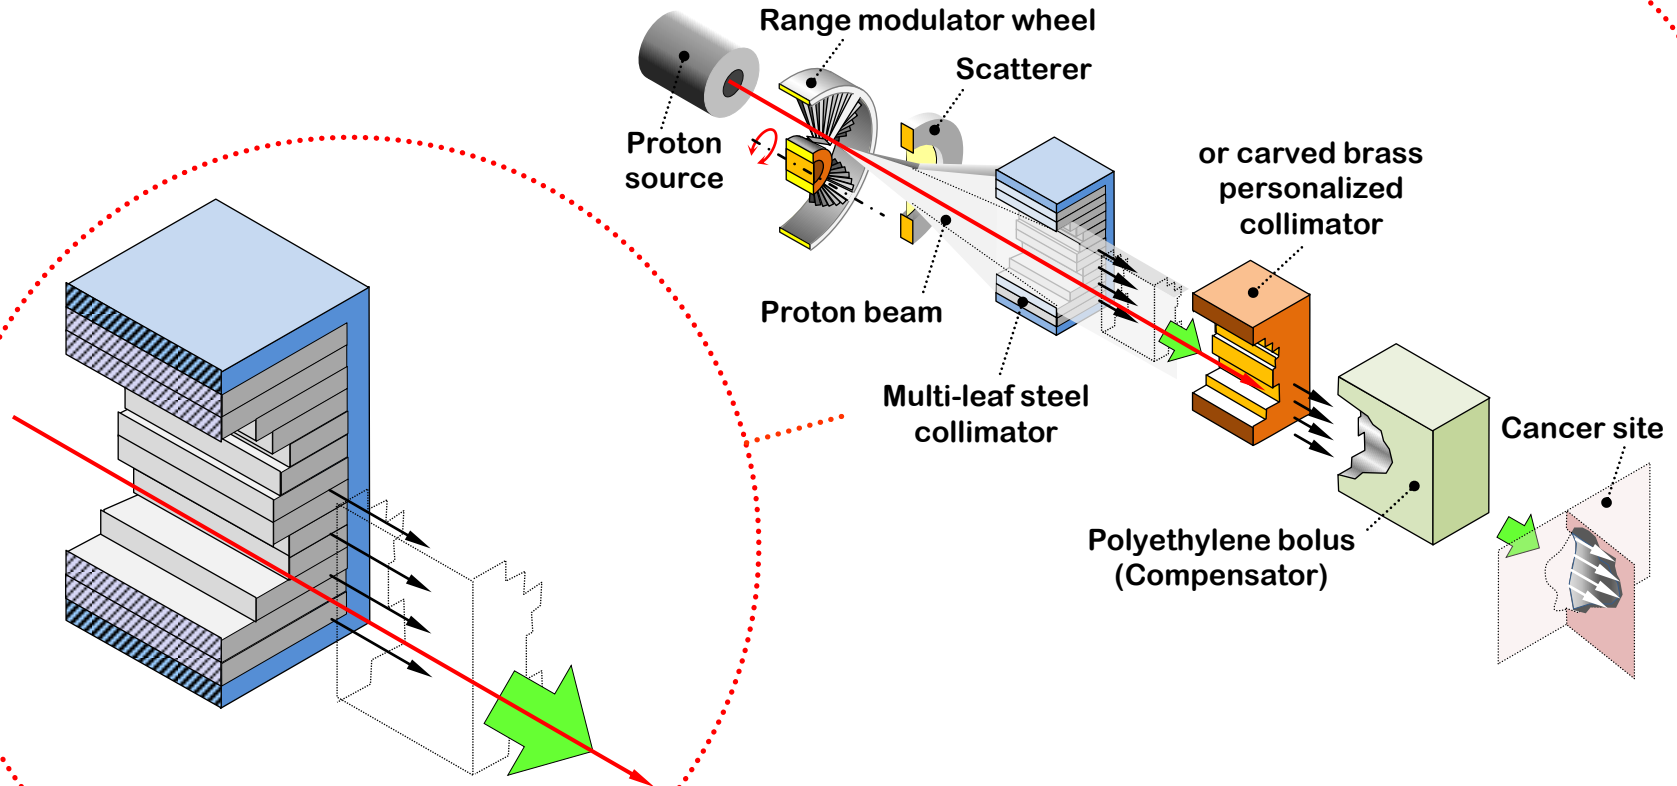 Range modulator wheel
Scatterer
Proton
source
or carved brass
personalized
collimator
Proton beam
Multi-leaf steel
collimator
Cancer site
Polyethylene bolus
(Compensator)